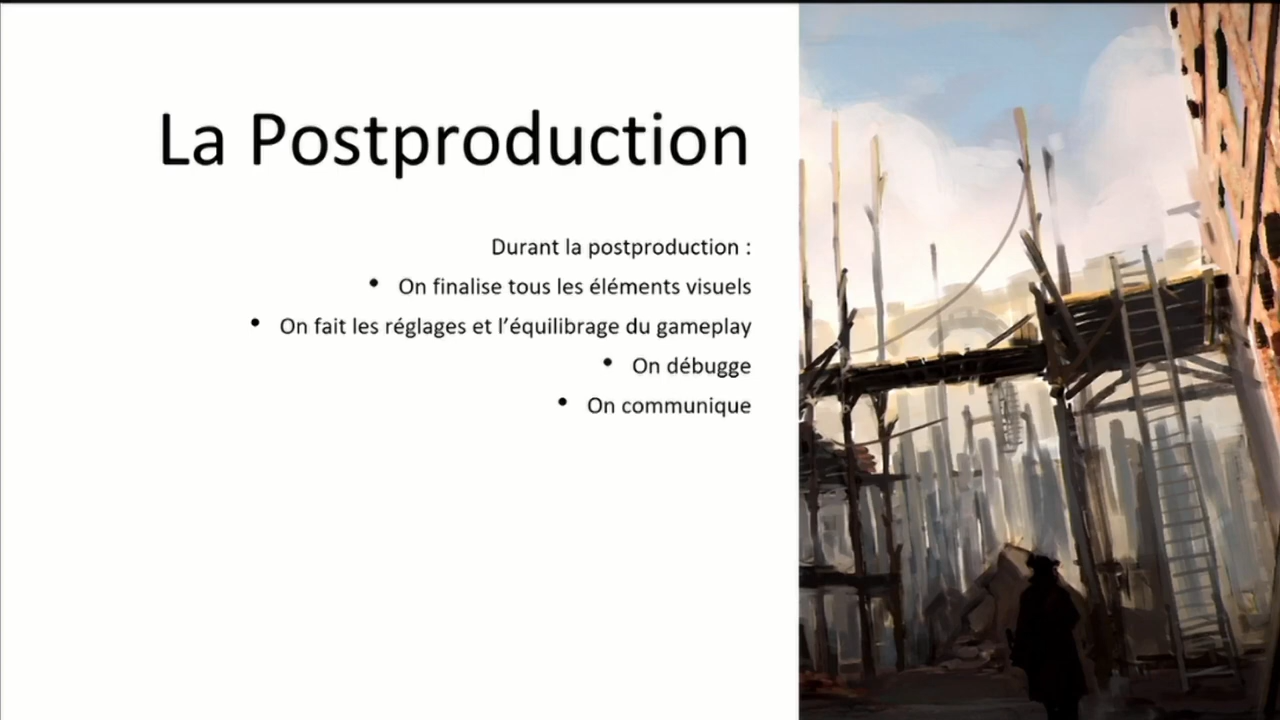 La Postproduction
Durant la postproduction :
• On finalise tous les éléments visuels
• On fait les réglages et l’équilibrage du gameplay
• On débugge
• On communique